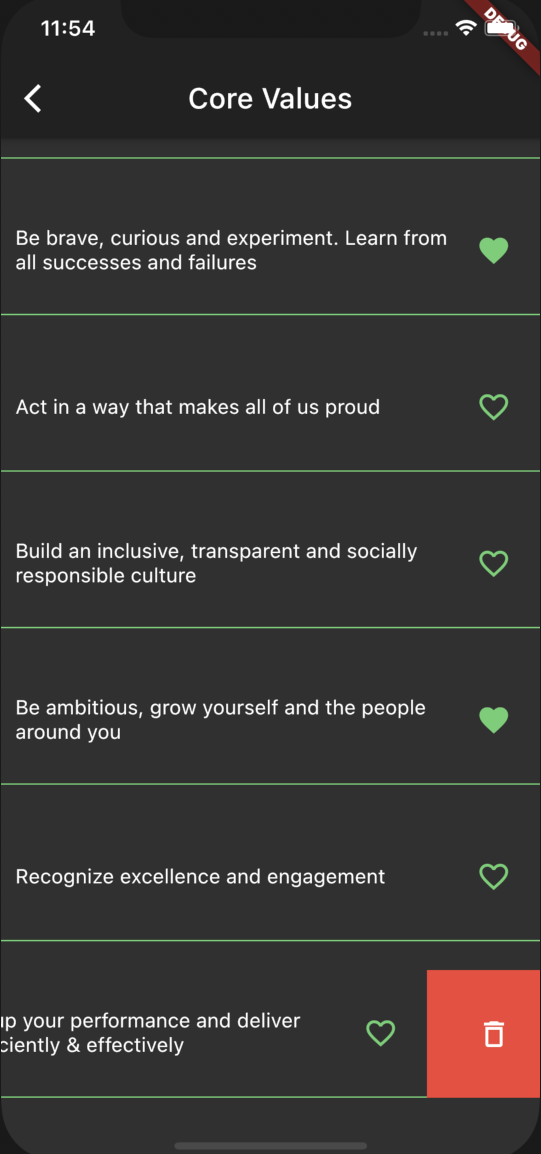 11:54
DEBUG
Core Values
Be brave, curious and experiment. Learn from
all successes and failures
Act in a way that makes all of us proud
Build an inclusive, transparent and socially
responsible culture
Be ambitious, grow yourself and the people
around you
Recognize excellence and engagement
up your performance and deliver
ciently & effectively